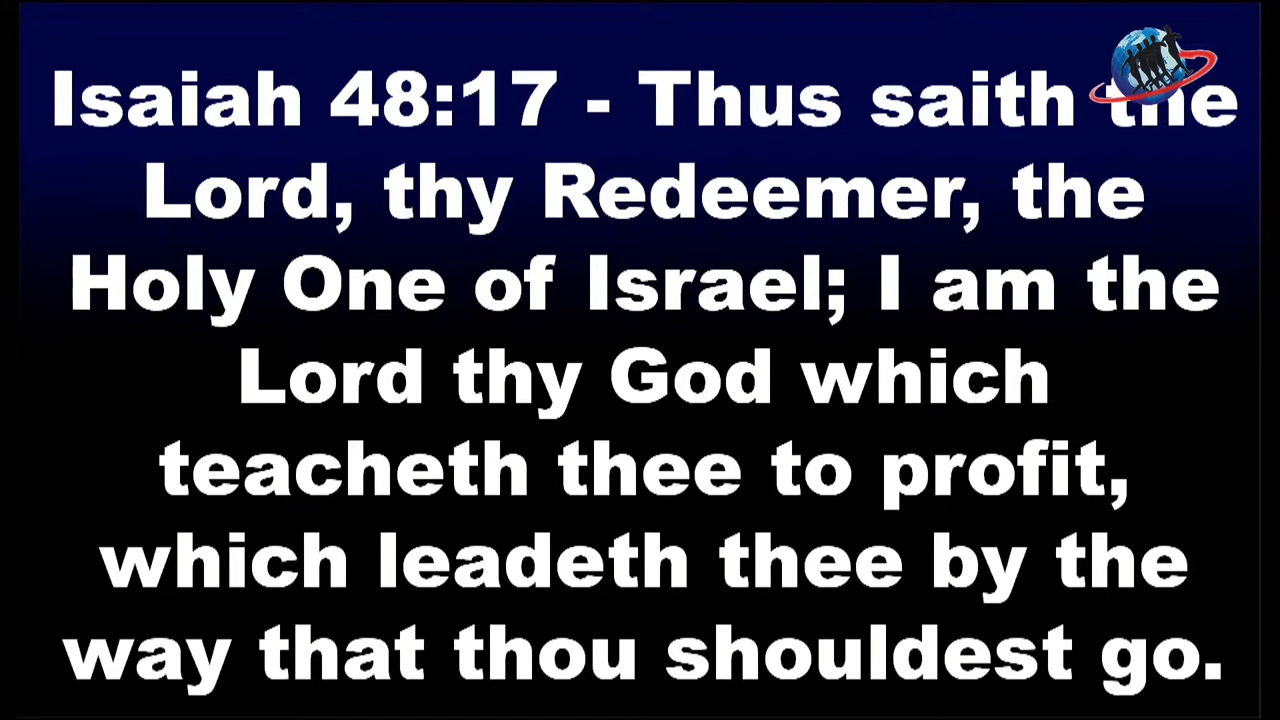 Isaiah 48:17 - Thus saith the
Lord, thy Redeemer, the
Holy One of Israel; I am the
Lord thy God which
teacheth thee to profit,
which leadeth thee by the
way that thou shouldest go.